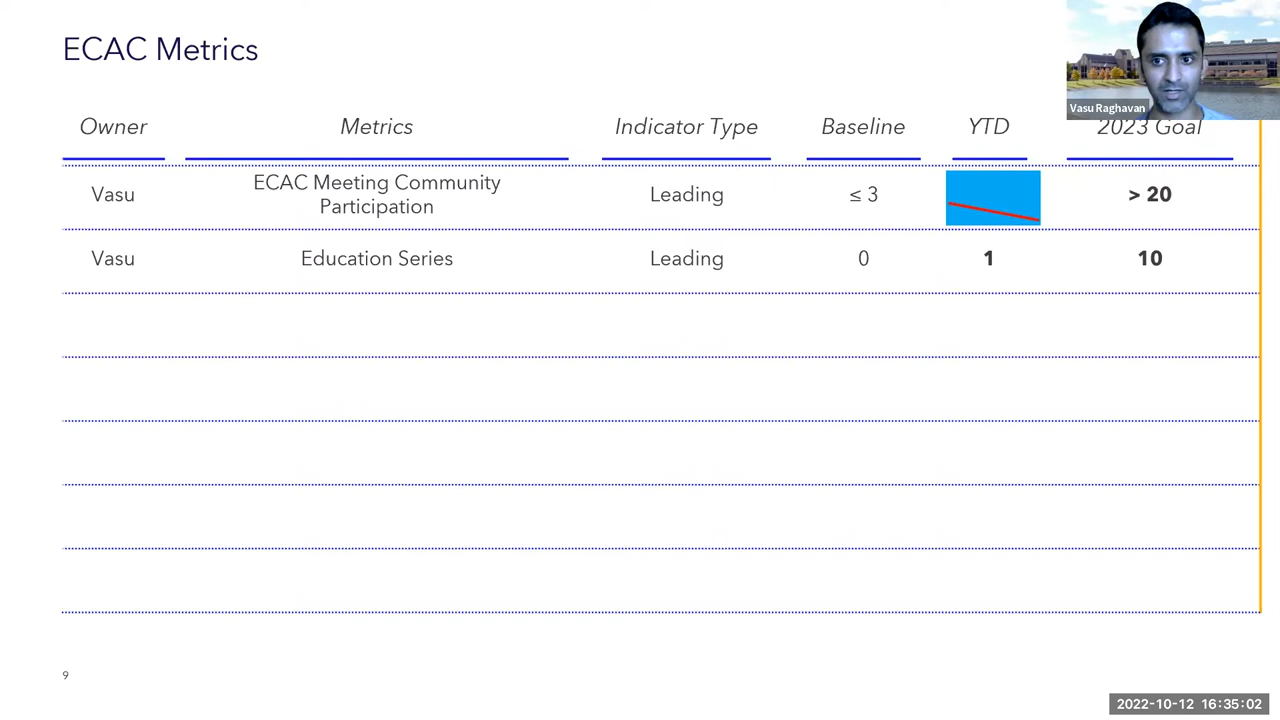 ECAC Metrics
Vasu Raghavan
Owner Metrics Indicator Type Baseline YTD 2023 Goal
Vasu ECAC Meeting Community Participation Leading ≤ 3 > 20
Vasu Education Series Leading 0 1 10
9
2022-10-12 16:35:02